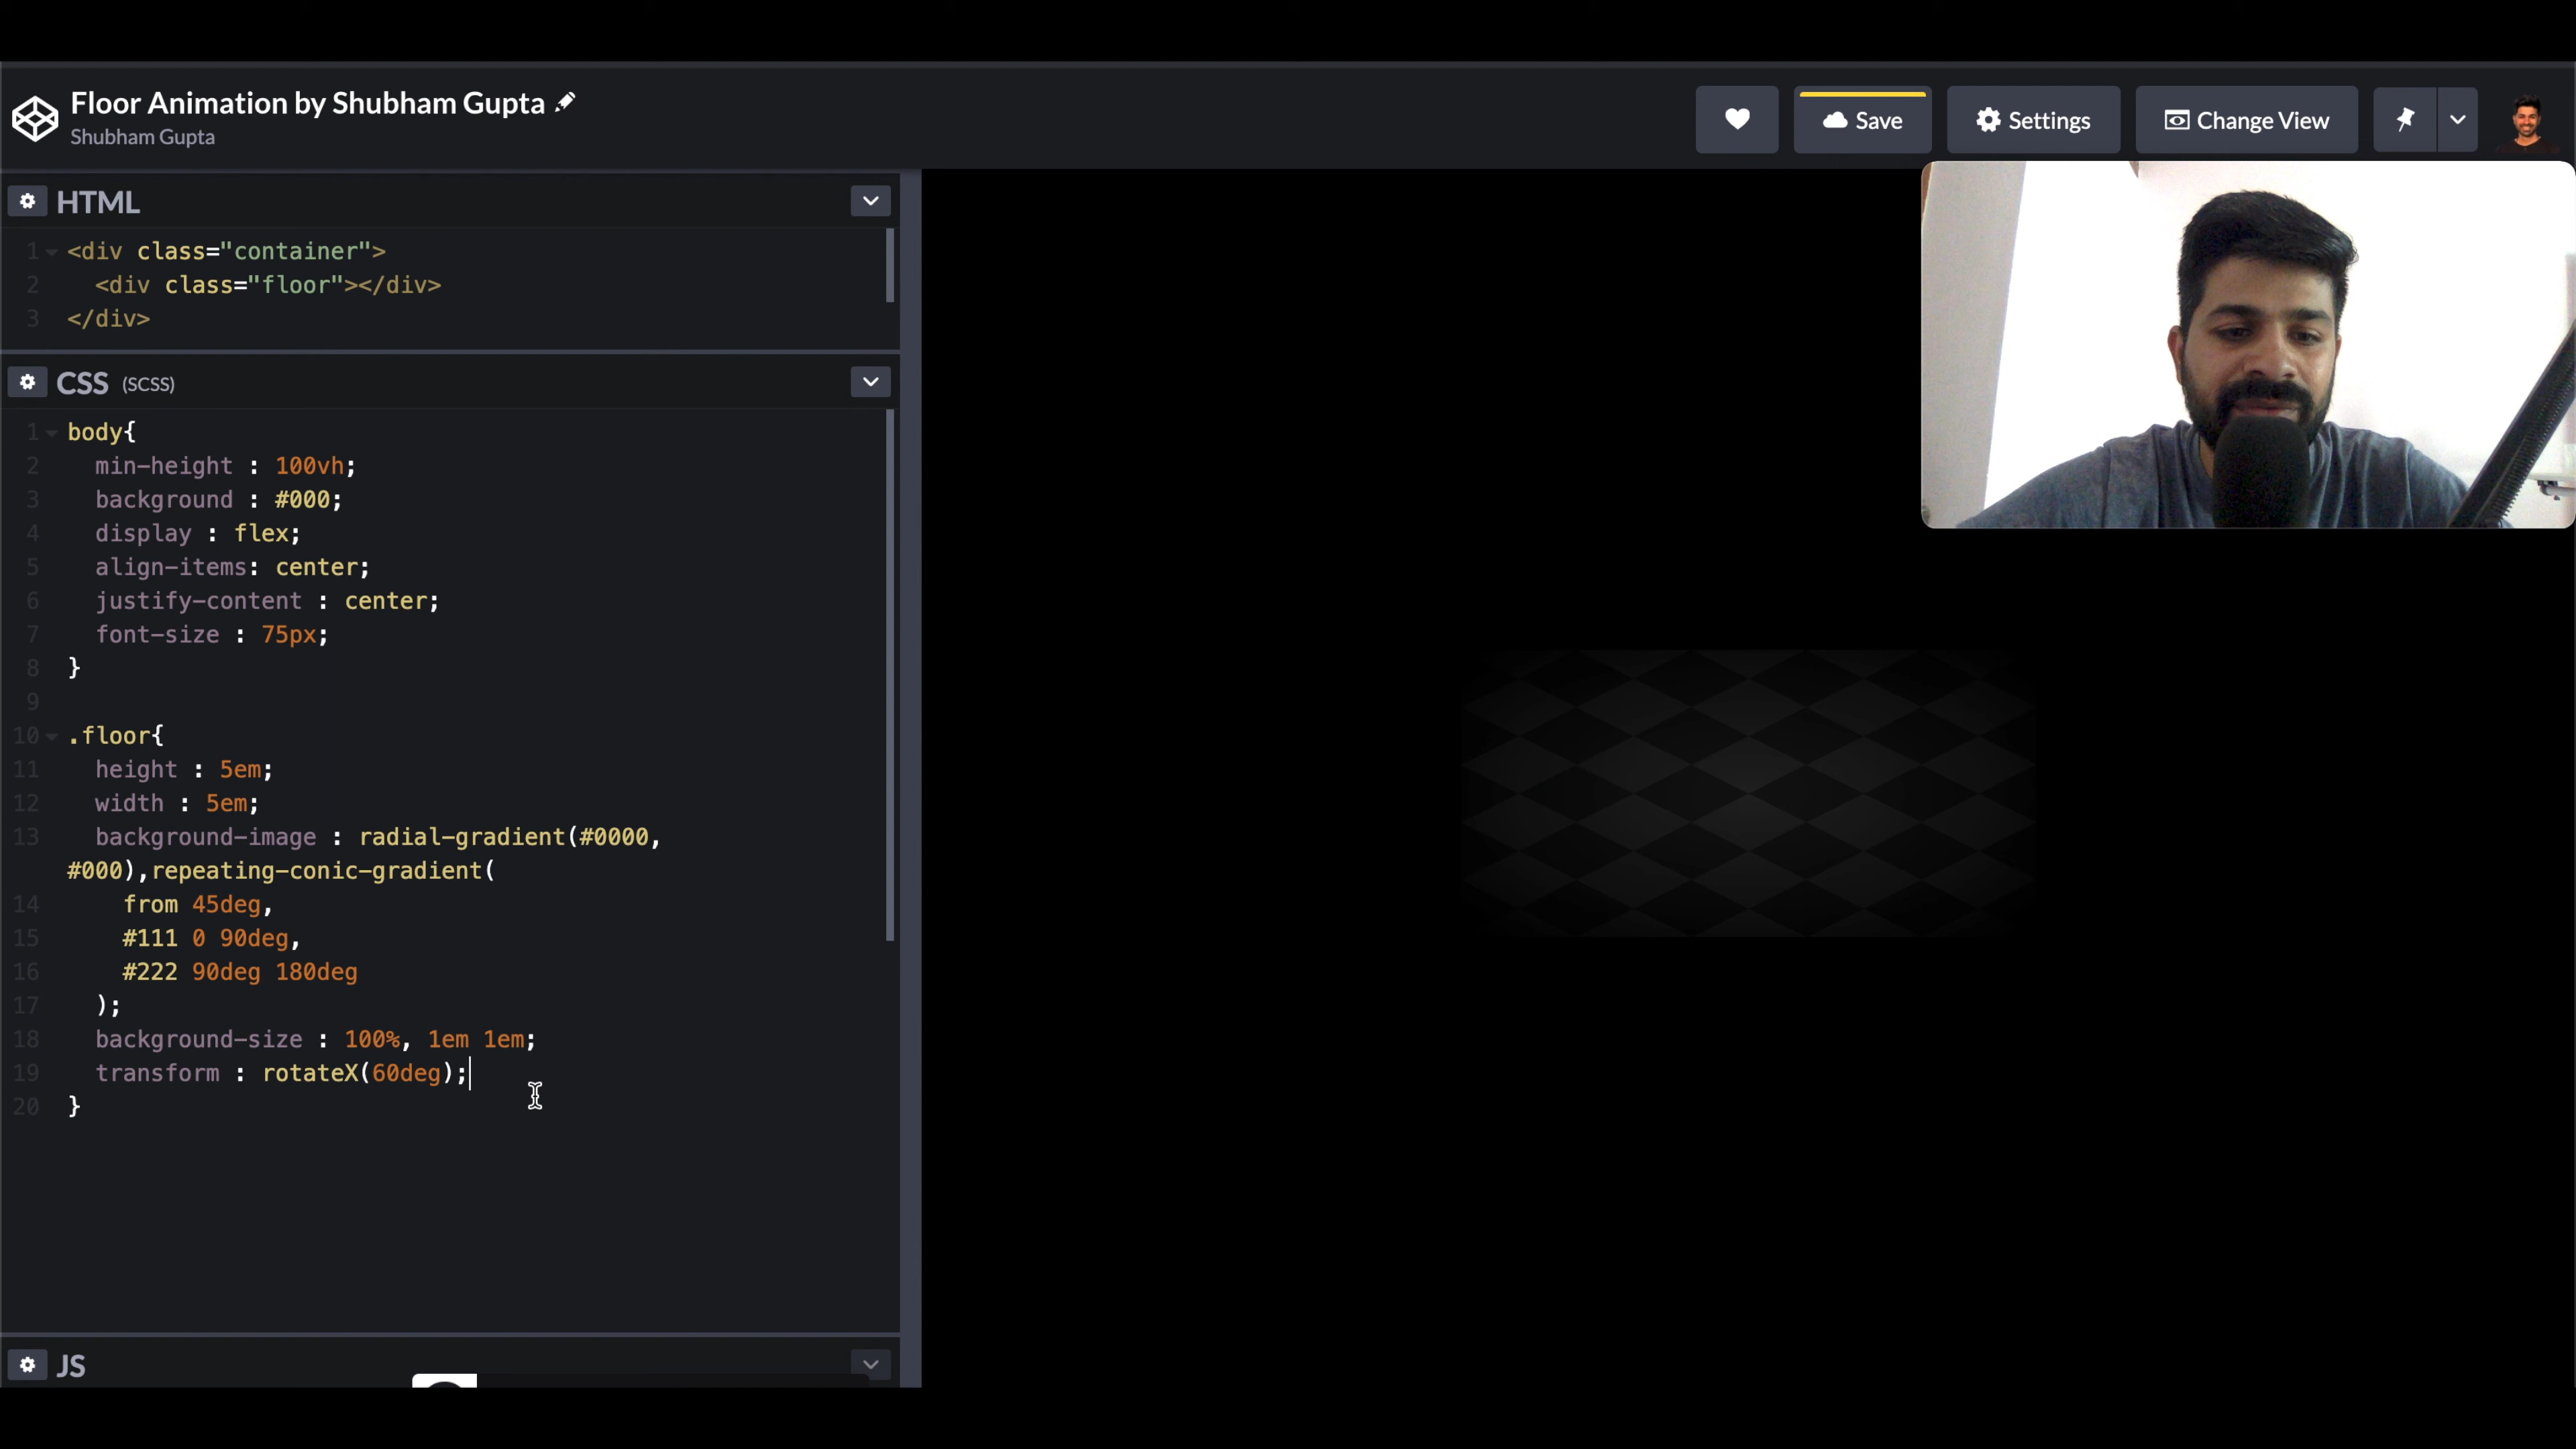 Floor Animation by Shubham Gupta
Shubham Gupta
Save
Settings
Change View
HTML
1 <div class="container">
2 <div class="floor"></div>
3 </div>
CSS (SCSS)
1 body{
2 min-height : 100vh;
3 background : #000;
4 display : flex;
5 align-items: center;
6 justify-content : center;
7 font-size : 75px;
8 }
9
10 .floor{
11 height : 5em;
12 width : 5em;
13 background-image : radial-gradient(#0000,
#000),repeating-conic-gradient(
14 from 45deg,
15 #111 0 90deg,
16 #222 90deg 180deg
17 );
18 background-size : 100%, 1em 1em;
19 transform : rotateX(60deg);
20 }
JS